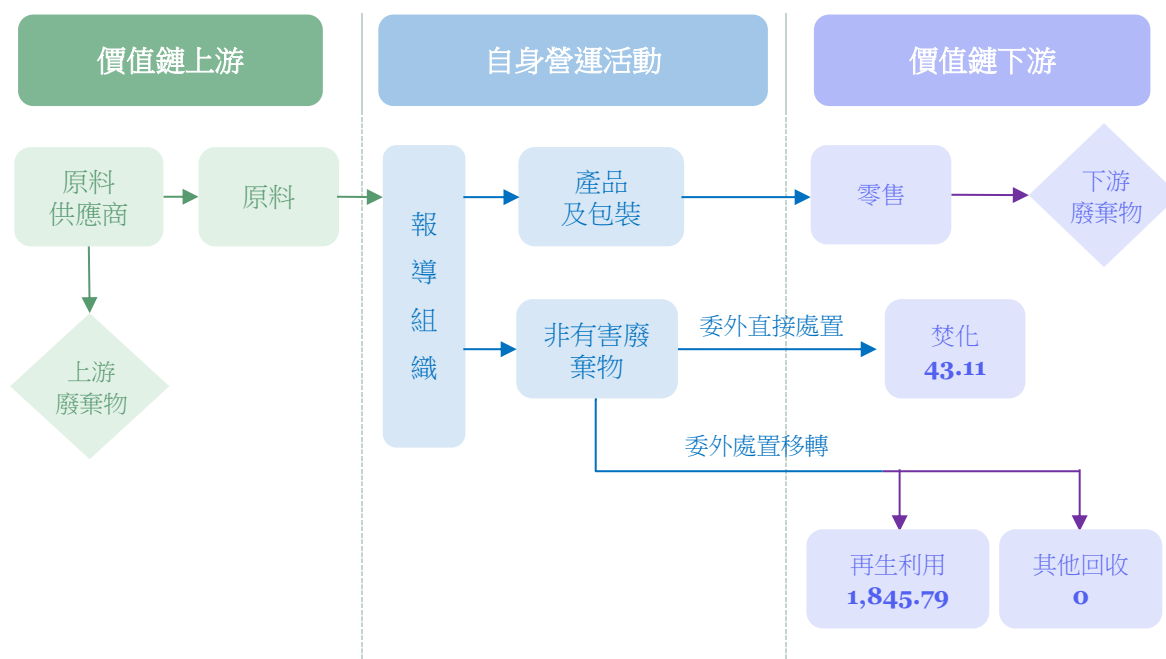 價值鏈上游
自身營運活動
價值鏈下游
原料
供應商
原料
報
導
組
織
產品
及包裝
零售
下游
廢棄物
上游
廢棄物
非有害廢
棄物
委外直接處置
焚化
43.11
委外處置移轉
再生利用
1,845.79
其他回收
0